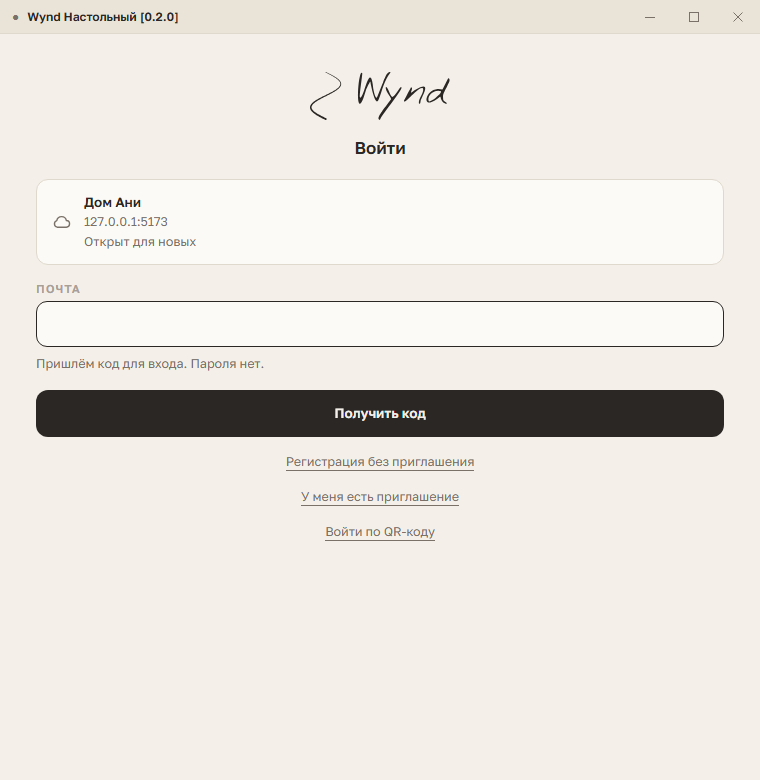 Wynd Настольный [0.2.0]
Wynd
Войти
Дом Ани
127.0.0.1:5173
Открыт для новых
ПОЧТА
Пришлём код для входа. Пароля нет.
Получить код
Регистрация без приглашения
У меня есть приглашение
Войти по QR-коду